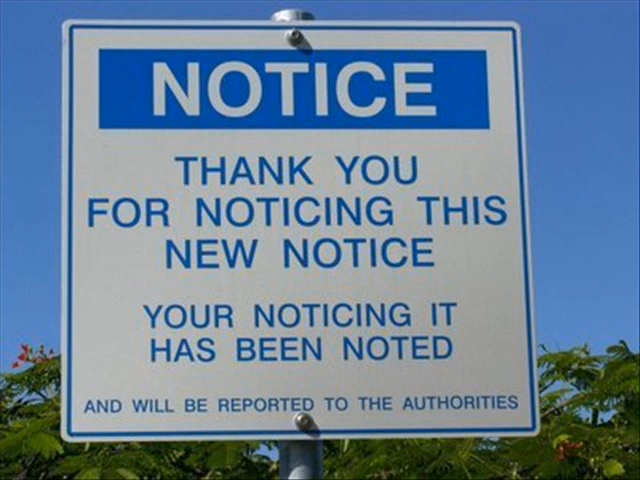 NOTICE
THANK YOU
FOR NOTICING THIS
NEW NOTICE
YOUR NOTICING IT
HAS BEEN NOTED
AND WILL BE REPORTED TO THE AUTHORITIES